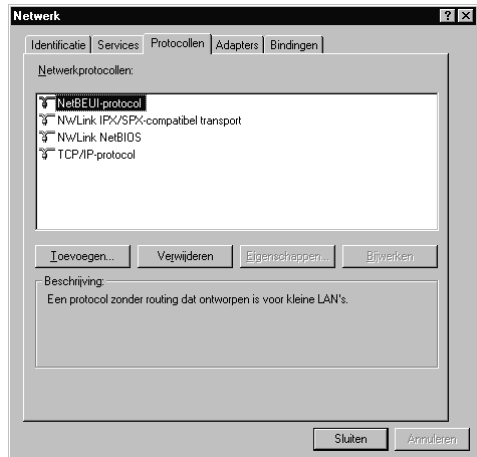 Netwerk
Identificatie Services Protocollen Adapters Bindingen
Netwerkprotocollen:
NetBEUI-protocol
NWLink IPX/SPX-compatibel transport
NWLink NetBIOS
TCP/IP-protocol
Toevoegen... Verwijderen Eigenschappen... Bijwerken
Beschrijving:
Een protocol zonder routing dat ontworpen is voor kleine LAN's.
Sluiten Annuleren